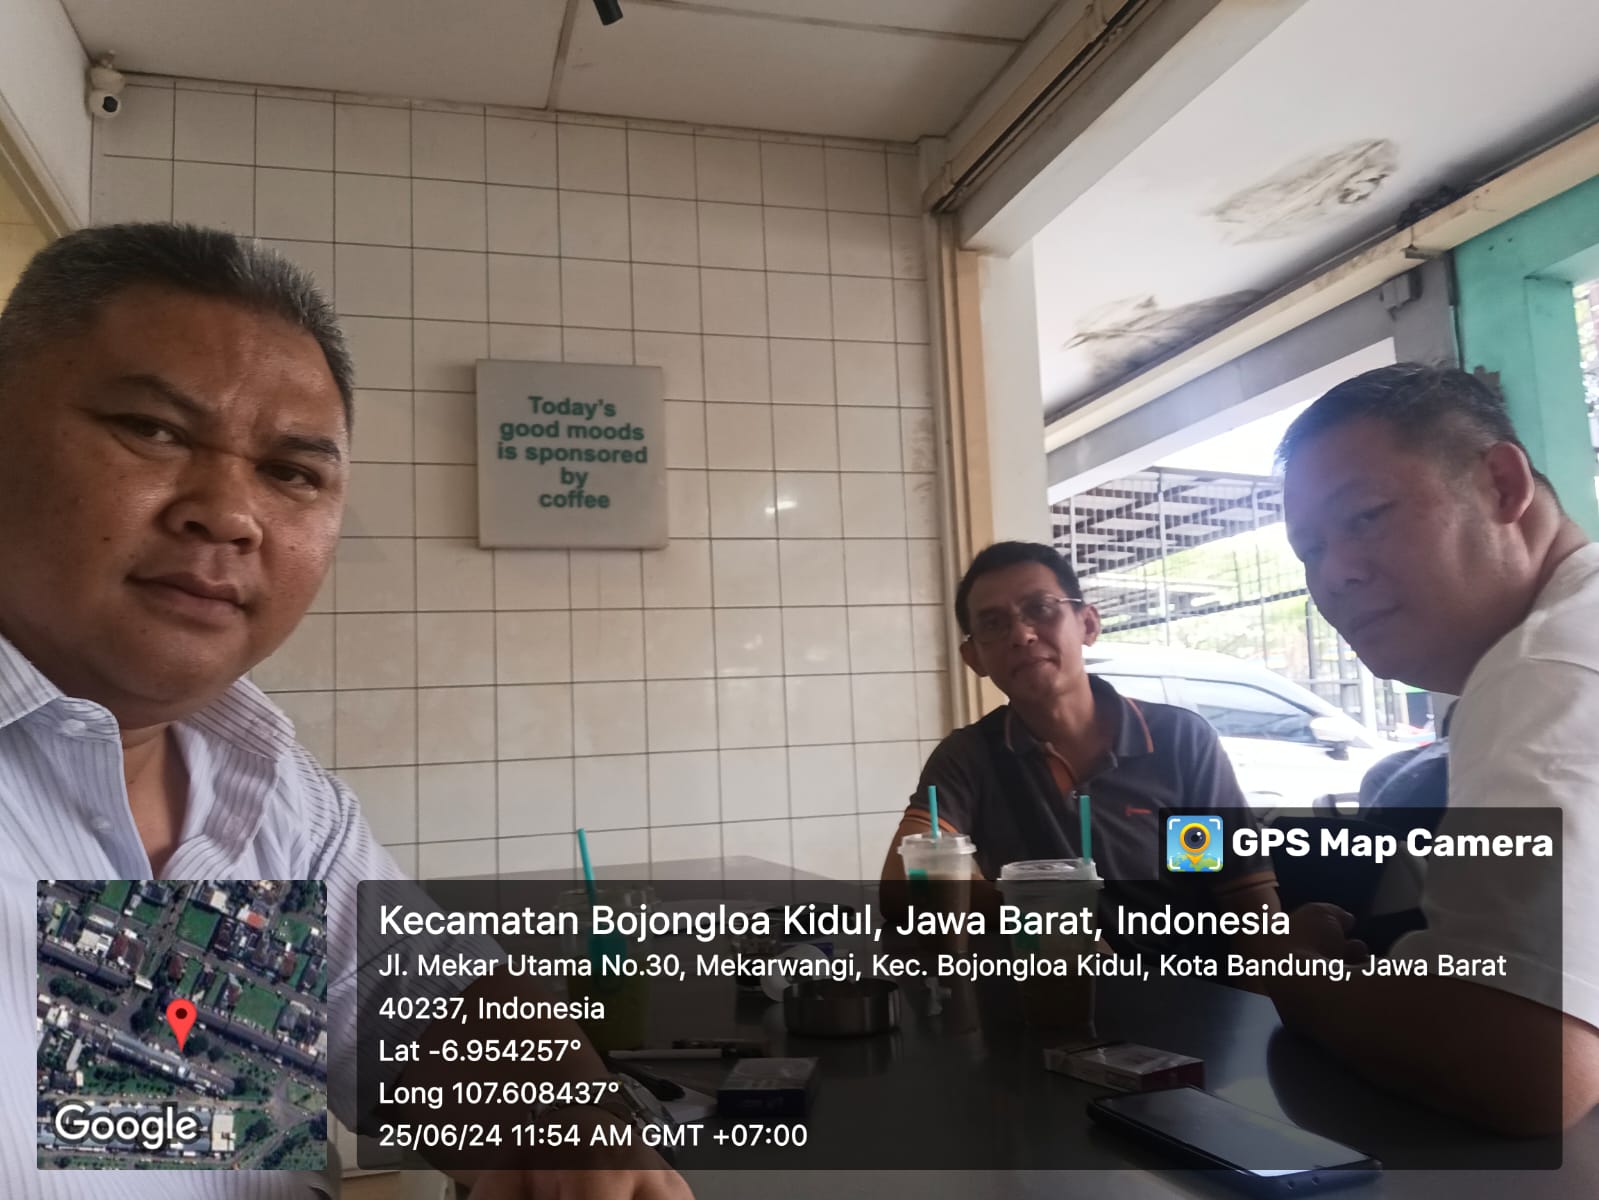 Today's
good moods
is sponsored
by
coffee
GPS Map Camera
Kecamatan Bojongloa Kidul, Jawa Barat, Indonesia
Jl. Mekar Utama No.30, Mekarwangi, Kec. Bojongloa Kidul, Kota Bandung, Jawa Barat
40237, Indonesia
Lat -6.954257°
Long 107.608437°
25/06/24 11:54 AM GMT +07:00
Google